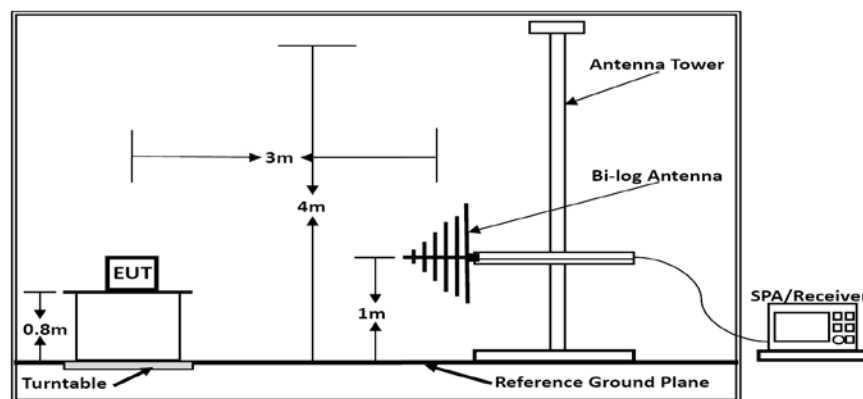 Antenna Tower
3m
Bi-log Antenna
4m
EUT
SPA/Receiver
0.8m
1m
Turntable
Reference Ground Plane